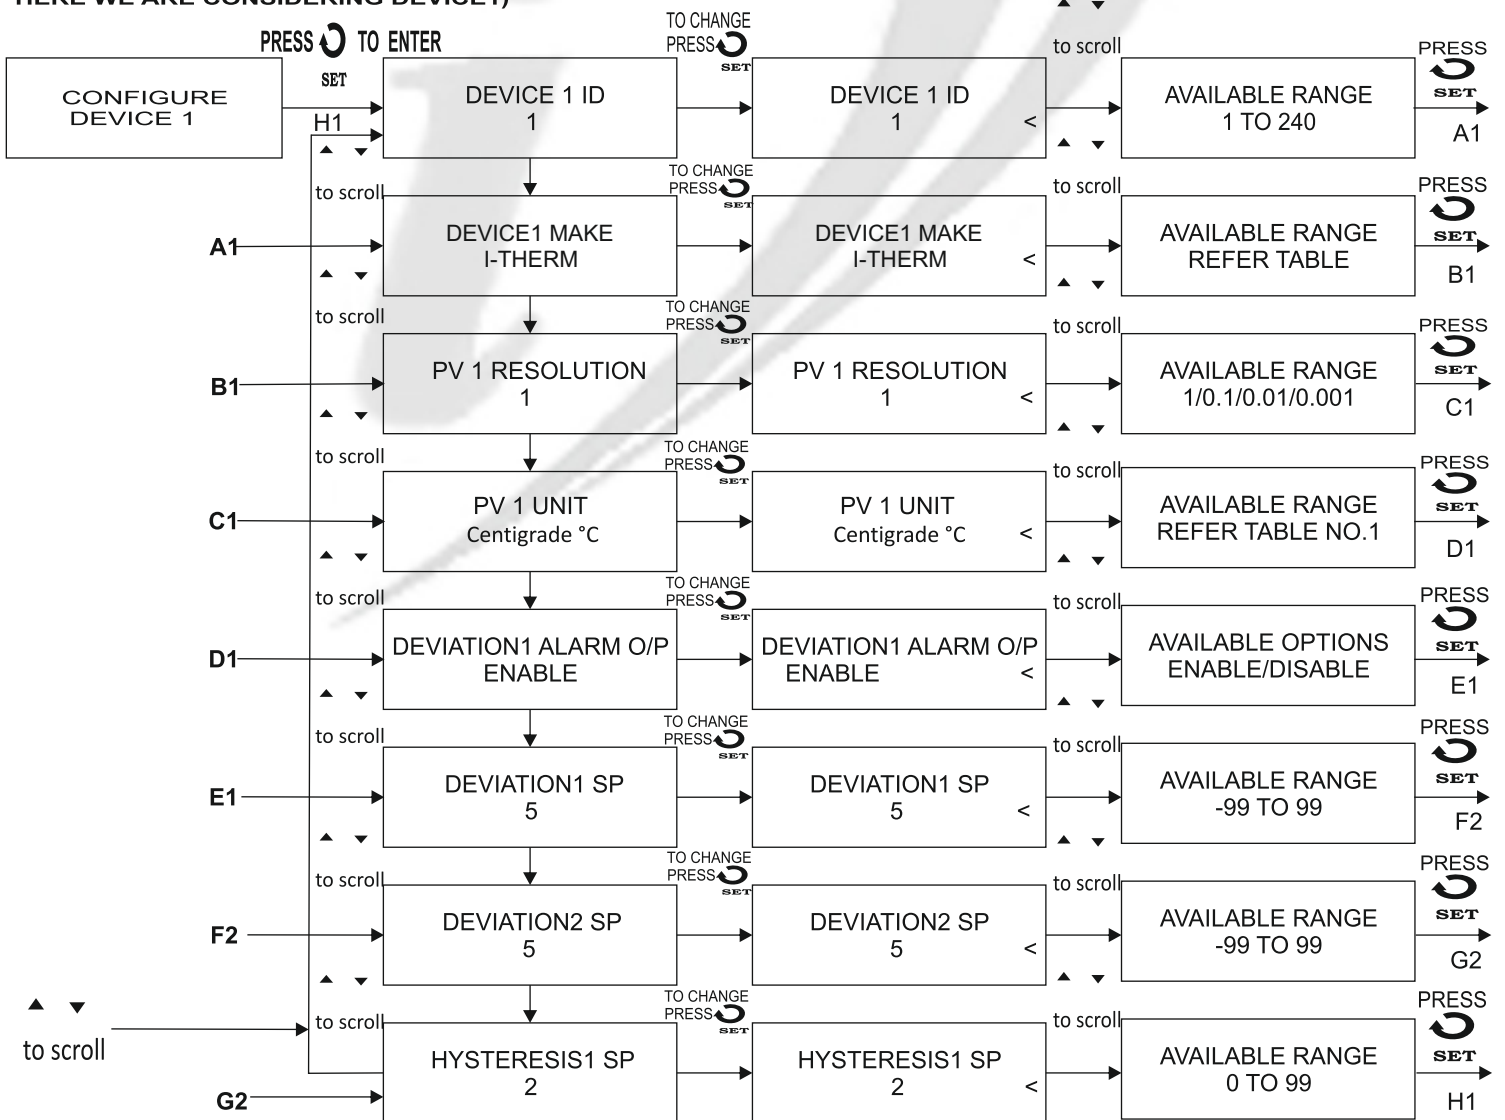 HERE WE ARE CONSIDERING DEVICE1)
PRESS TO ENTER
SET
TO CHANGE
PRESS
SET
to scroll
PRESS
SET
CONFIGURE
DEVICE 1
H1
DEVICE 1 ID
1
DEVICE 1 ID
1 <
AVAILABLE RANGE
1 TO 240
A1
to scroll
TO CHANGE
PRESS
SET
to scroll
PRESS
SET
A1
DEVICE1 MAKE
I-THERM
DEVICE1 MAKE
I-THERM <
AVAILABLE RANGE
REFER TABLE
B1
to scroll
TO CHANGE
PRESS
SET
to scroll
PRESS
SET
B1
PV 1 RESOLUTION
1
PV 1 RESOLUTION
1 <
AVAILABLE RANGE
1/0.1/0.01/0.001
C1
to scroll
TO CHANGE
PRESS
SET
to scroll
PRESS
SET
C1
PV 1 UNIT
Centigrade °C
PV 1 UNIT
Centigrade °C <
AVAILABLE RANGE
REFER TABLE NO.1
D1
to scroll
TO CHANGE
PRESS
SET
to scroll
PRESS
SET
D1
DEVIATION1 ALARM O/P
ENABLE
DEVIATION1 ALARM O/P
ENABLE <
AVAILABLE OPTIONS
ENABLE/DISABLE
E1
to scroll
TO CHANGE
PRESS
SET
to scroll
PRESS
SET
E1
DEVIATION1 SP
5
DEVIATION1 SP
5 <
AVAILABLE RANGE
-99 TO 99
F2
to scroll
TO CHANGE
PRESS
SET
to scroll
PRESS
SET
F2
DEVIATION2 SP
5
DEVIATION2 SP
5 <
AVAILABLE RANGE
-99 TO 99
G2
to scroll
to scroll
TO CHANGE
PRESS
SET
to scroll
PRESS
SET
G2
HYSTERESIS1 SP
2
HYSTERESIS1 SP
2 <
AVAILABLE RANGE
0 TO 99
H1